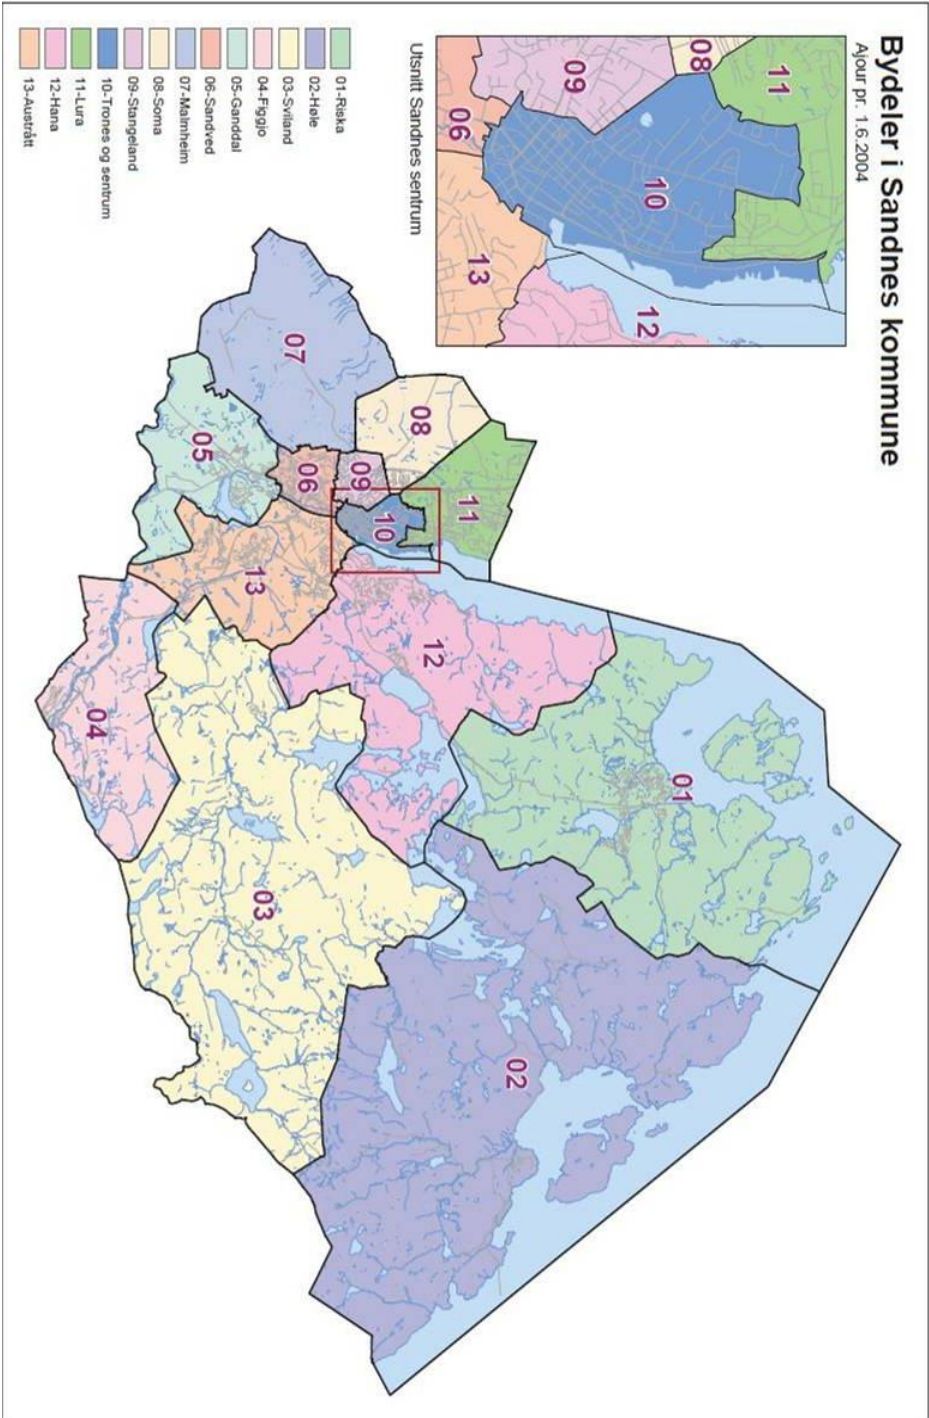 Bydeler i Sandnes kommune
Ajour pr. 1.6.2004
11
08
09
10
06
13
12
Utsnitt Sandnes sentrum
01-Riska
02-Høle
03-Sviland
04-Figgjo
05-Ganddal
06-Sandved
07-Malmheim
08-Soma
09-Stangeland
10-Trones og sentrum
11-Lura
12-Hana
13-Austrått
07
08
11
05
06
09
10
13
12
04
03
01
02